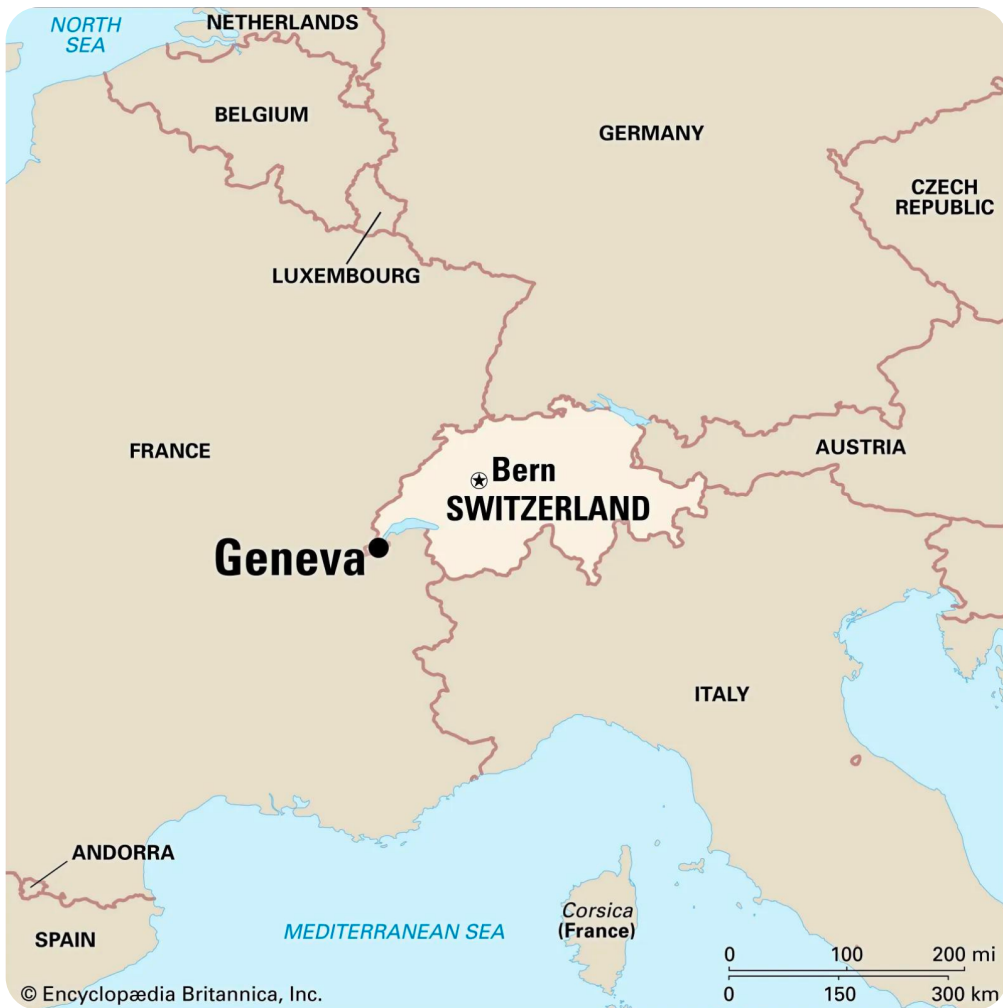 NORTH
SEA
NETHERLANDS
BELGIUM
GERMANY
CZECH
REPUBLIC
LUXEMBOURG
FRANCE
AUSTRIA
Bern
SWITZERLAND
Geneva
ITALY
ANDORRA
Corsica
(France)
MEDITERRANEAN SEA
SPAIN
0 100 200 mi
0 150 300 km
© Encyclopædia Britannica, Inc.